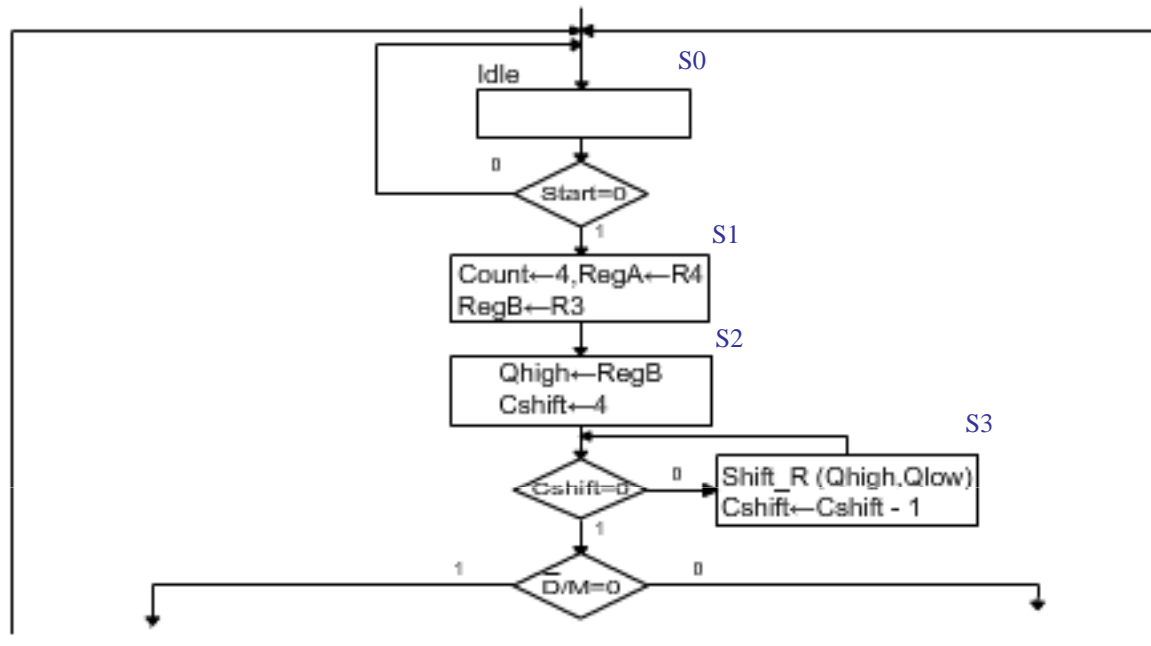 S0
Idle
0
Start=0
1
S1
Count←4,RegA←R4
RegB←R3
S2
Qhigh←RegB
Cshift←4
S3
Cshift=0
0
Shift_R (Qhigh,Qlow)
Cshift←Cshift - 1
1
1
D̅/M=0
0